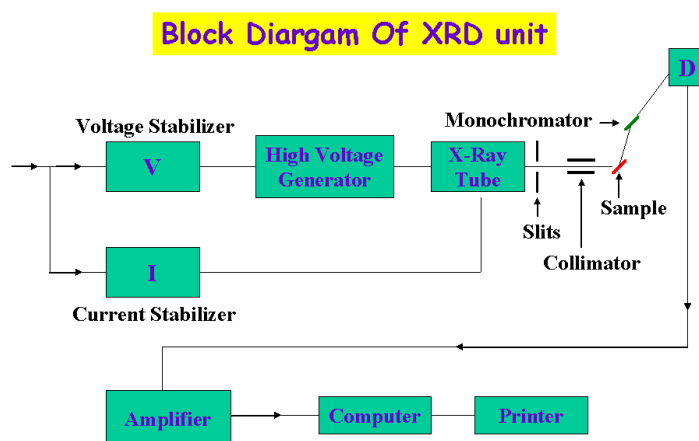 Block Diargam Of XRD unit
D
Monochromator
Voltage Stabilizer
V
High Voltage
Generator
X-Ray
Tube
Sample
Slits
Collimator
I
Current Stabilizer
Amplifier
Computer
Printer